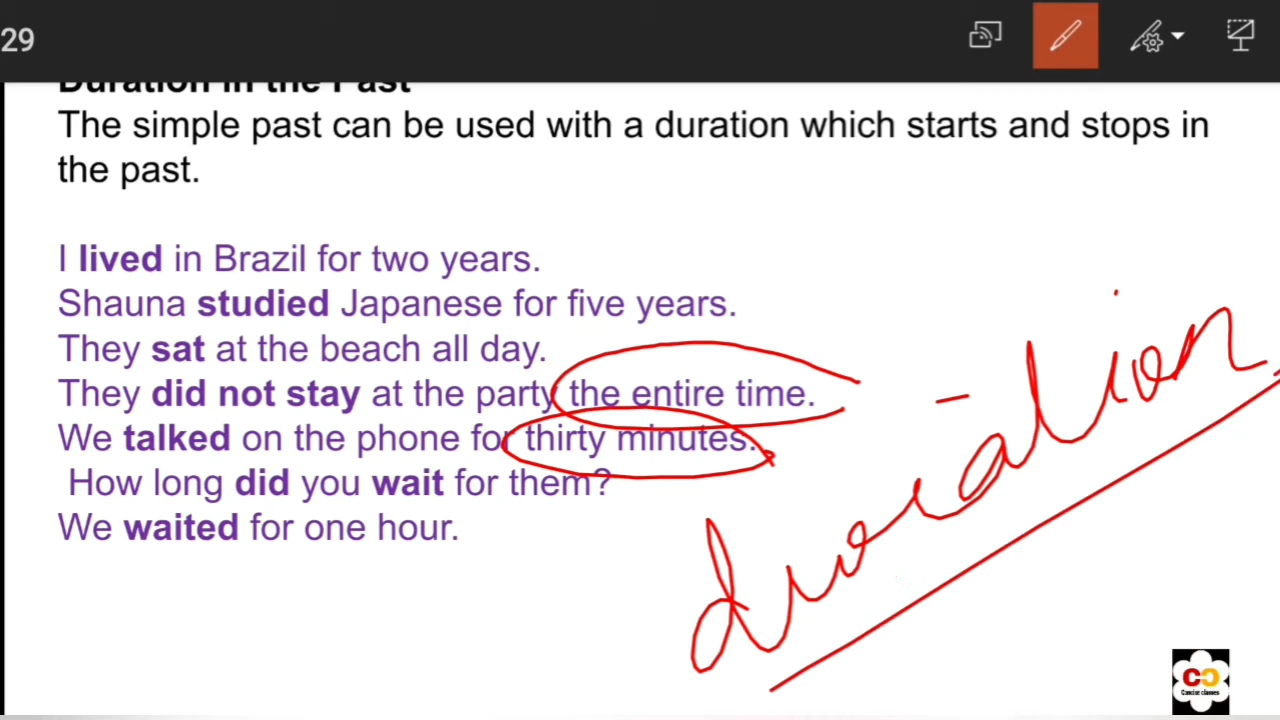 29
Duration in the Past
The simple past can be used with a duration which starts and stops in
the past.
I lived in Brazil for two years.
Shauna studied Japanese for five years.
They sat at the beach all day.
They did not stay at the party the entire time.
We talked on the phone for thirty minutes.
How long did you wait for them?
We waited for one hour.
duration
CC
Concise classes